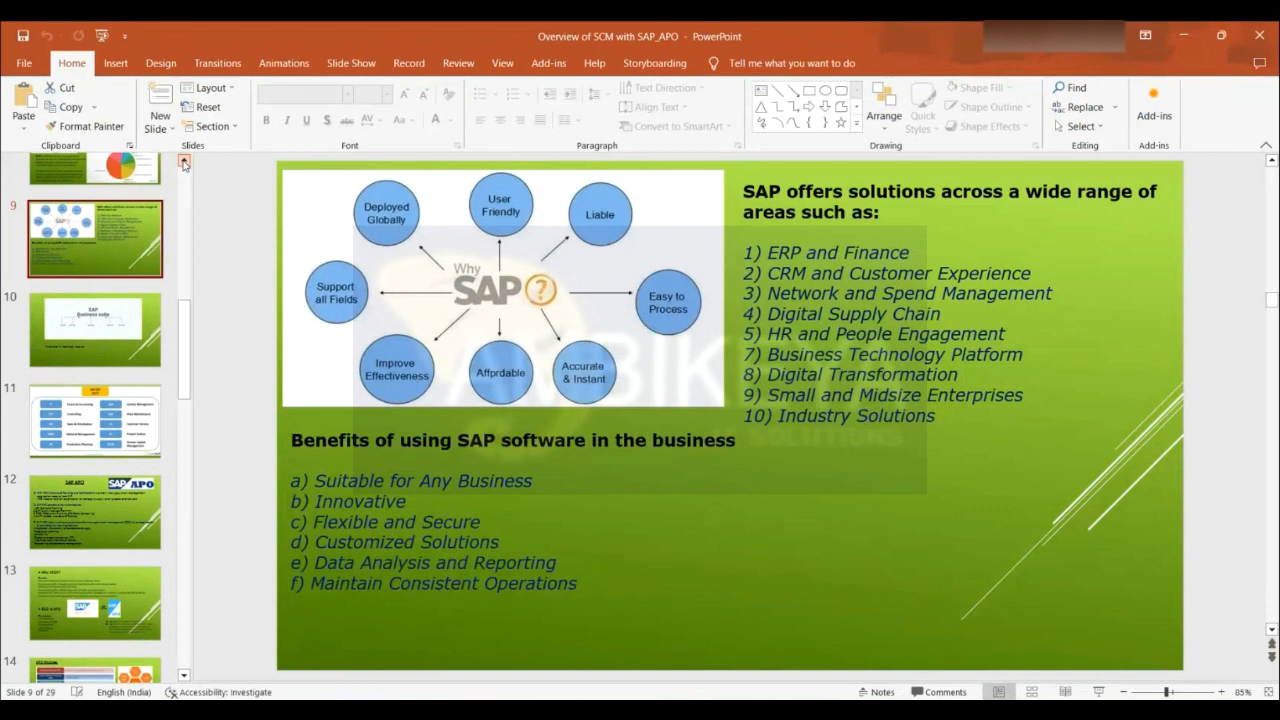 Overview of SCM with SAP_APO - PowerPoint
File Home Insert Design Transitions Animations Slide Show Record Review View Add-ins Help Storyboarding Tell me what you want to do
Paste
Cut
Copy
Format Painter
Clipboard
New
Slide
Layout
Reset
Section
Slides
Font
Text Direction
Align Text
Convert to SmartArt
Paragraph
Arrange
Quick
Styles
Shape Fill
Shape Outline
Shape Effects
Drawing
Find
Replace
Select
Editing
Add-ins
Add-ins
9
10
SAP
Business suite
11
12
SAP APO
SAP APO
13
SAP
14
Deployed
Globally
User
Friendly
Liable
Support
all Fields
Why
SAP ?
Easy to
Process
Improve
Effectiveness
Affprdable
Accurate
& Instant
SAP offers solutions across a wide range of
areas such as:
1) ERP and Finance
2) CRM and Customer Experience
3) Network and Spend Management
4) Digital Supply Chain
5) HR and People Engagement
7) Business Technology Platform
8) Digital Transformation
9) Small and Midsize Enterprises
10) Industry Solutions
Benefits of using SAP software in the business
a) Suitable for Any Business
b) Innovative
c) Flexible and Secure
d) Customized Solutions
e) Data Analysis and Reporting
f) Maintain Consistent Operations
Slide 9 of 29 English (India) Accessibility: Investigate Notes Comments 85%